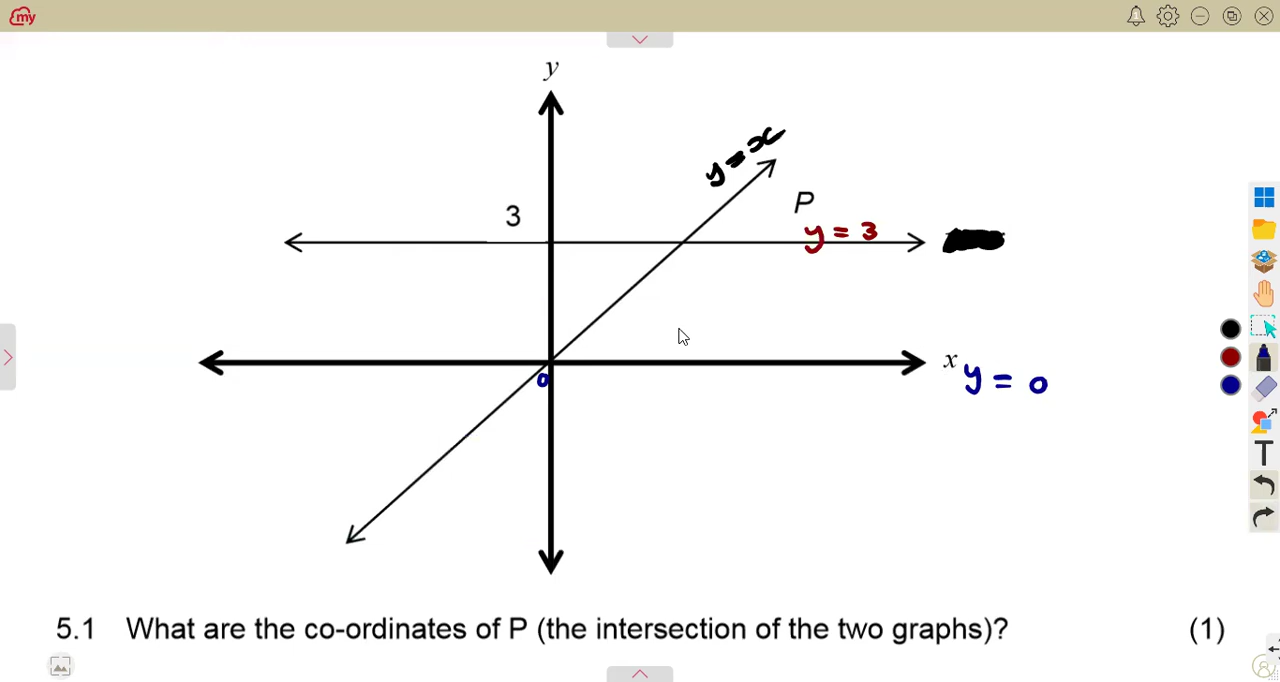 my
y
y = x
P
3
y = 3
x
y = 0
0
5.1 What are the co-ordinates of P (the intersection of the two graphs)? (1)
T